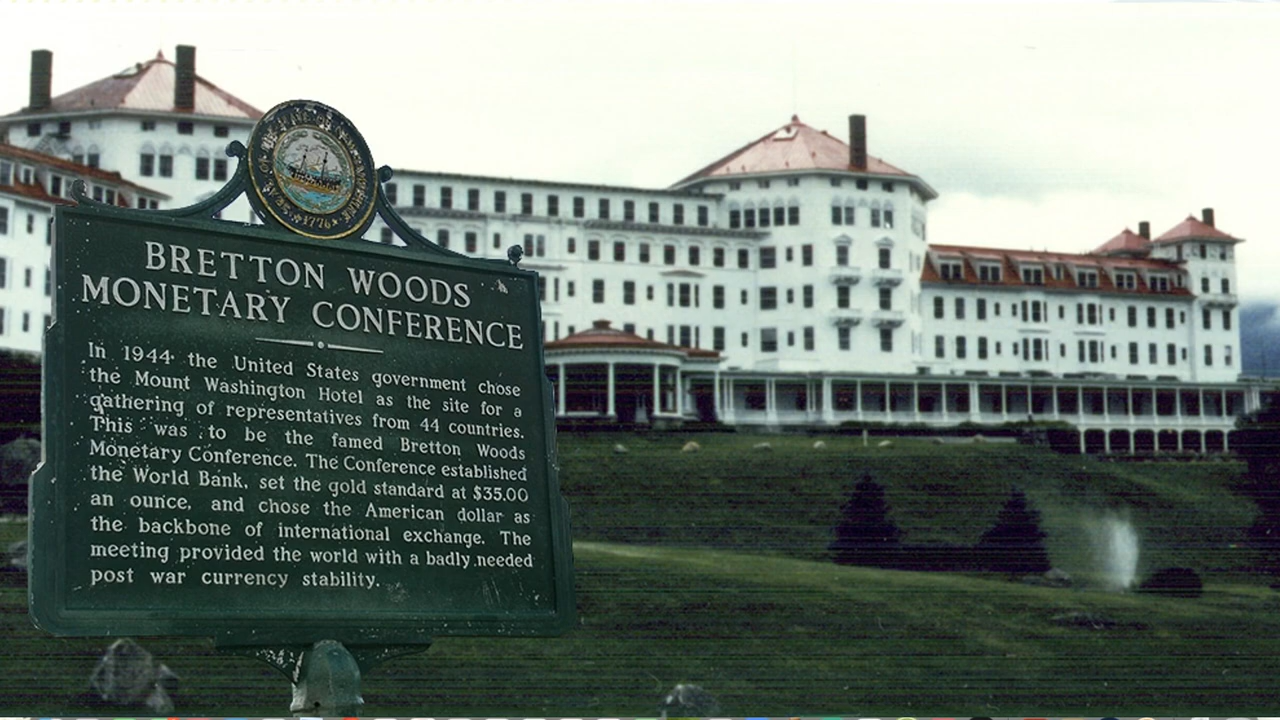 BRETTON WOODS
MONETARY CONFERENCE
In 1944 the United States government chose
the Mount Washington Hotel as the site for a
gathering of representatives from 44 countries.
This was to be the famed Bretton Woods
Monetary Conference. The Conference established
the World Bank, set the gold standard at $35.00
an ounce, and chose the American dollar as
the backbone of international exchange. The
meeting provided the world with a badly needed
post war currency stability.